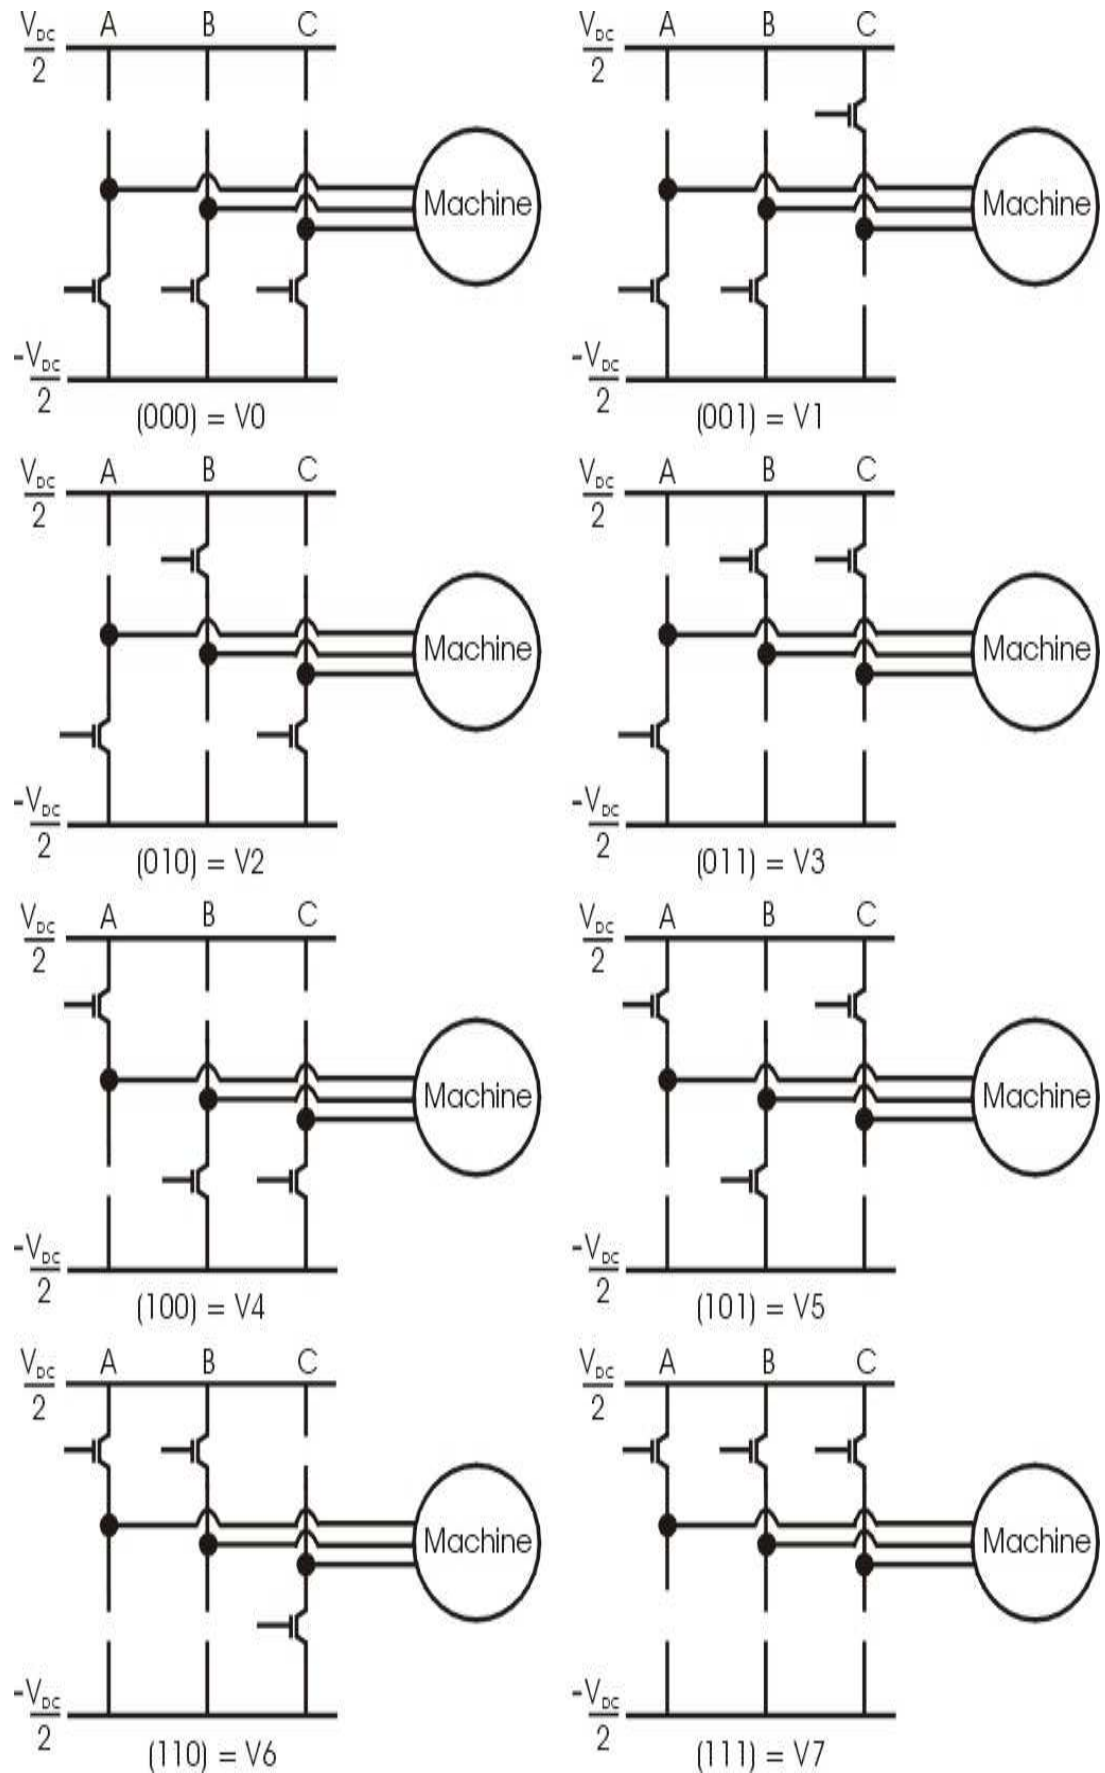 V_DC A B C V_DC A B C
2 2
Machine Machine
-V_DC -V_DC
2 2
(000) = V0 (001) = V1
V_DC A B C V_DC A B C
2 2
Machine Machine
-V_DC -V_DC
2 2
(010) = V2 (011) = V3
V_DC A B C V_DC A B C
2 2
Machine Machine
-V_DC -V_DC
2 2
(100) = V4 (101) = V5
V_DC A B C V_DC A B C
2 2
Machine Machine
-V_DC -V_DC
2 2
(110) = V6 (111) = V7